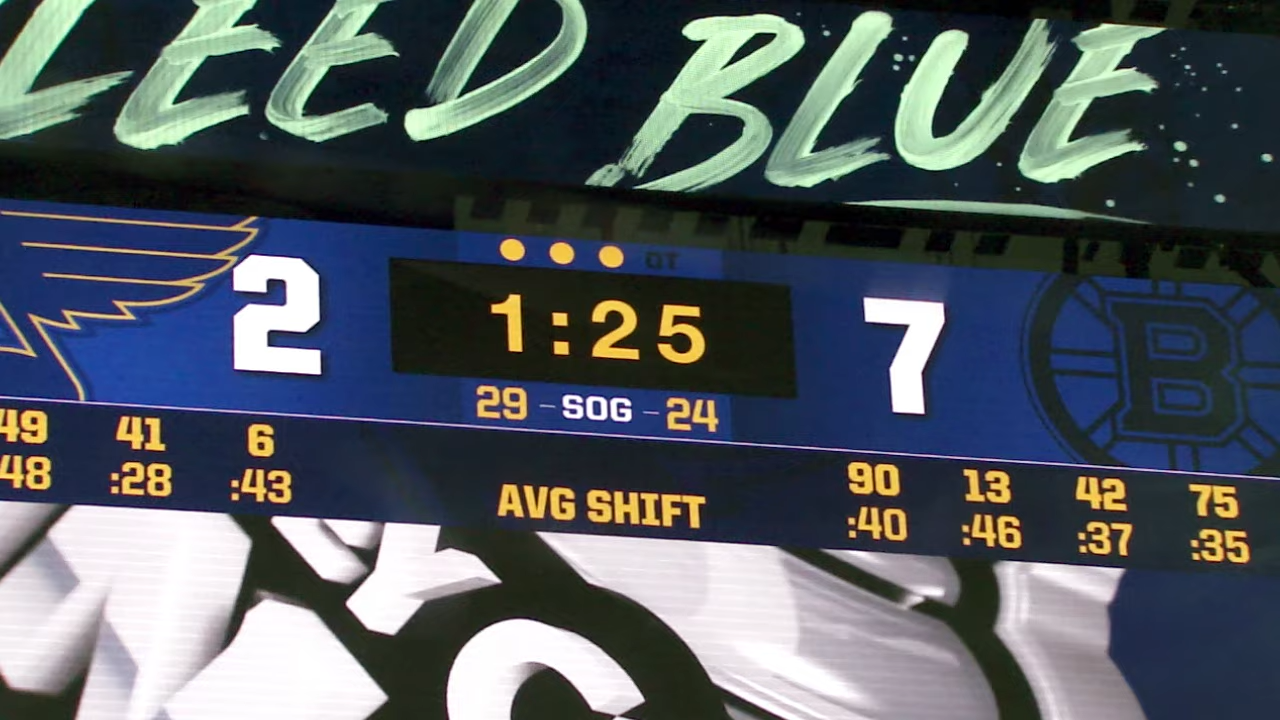 LEED BLUE
OT
2 1:25 7
29 - SOG - 24
B
49 41 6
48 :28 :43
AVG SHIFT
90 13 42 75
:40 :46 :37 :35